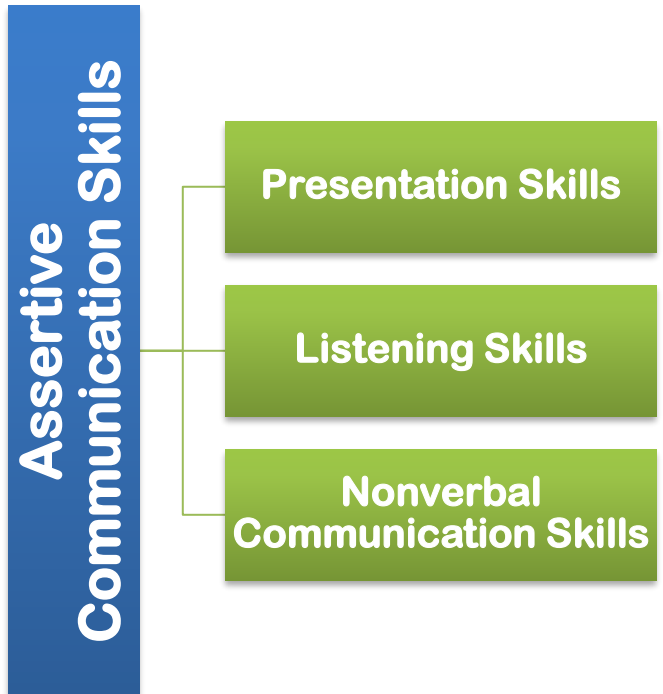 Assertive
Communication Skills
Presentation Skills
Listening Skills
Nonverbal
Communication Skills